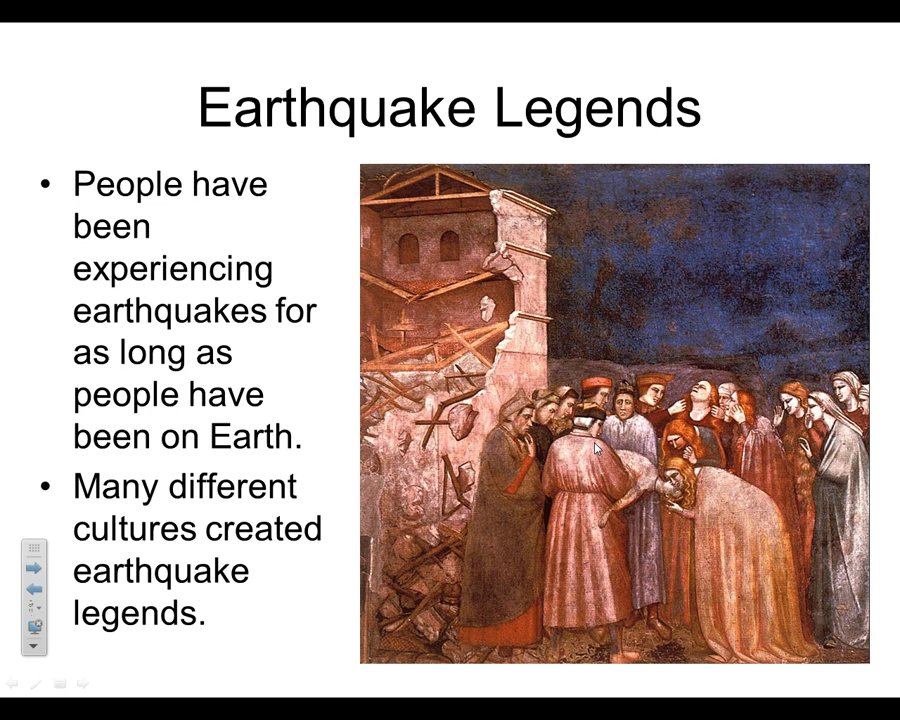 Earthquake Legends
• People have
been
experiencing
earthquakes for
as long as
people have
been on Earth.
• Many different
cultures created
earthquake
legends.